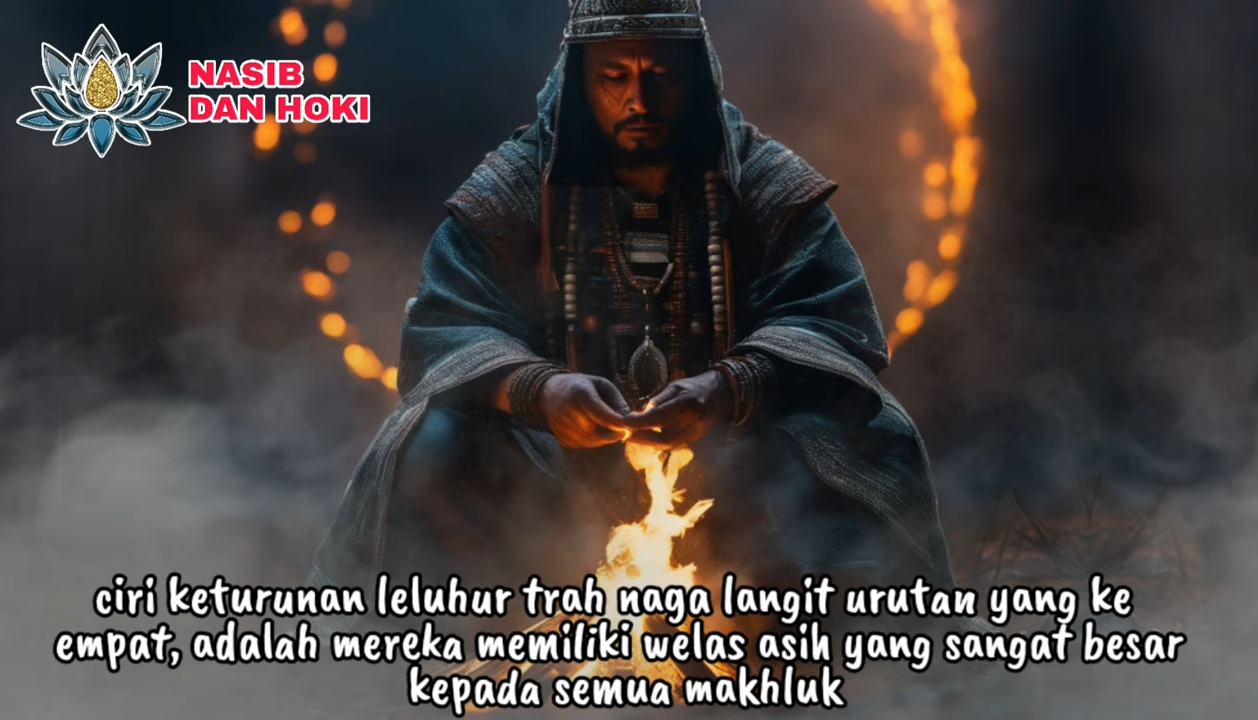 NASIB
DAN HOKI
ciri keturunan leluhur trah naga langit urutan yang ke
empat, adalah mereka memiliki welas asih yang sangat besar
kepada semua makhluk